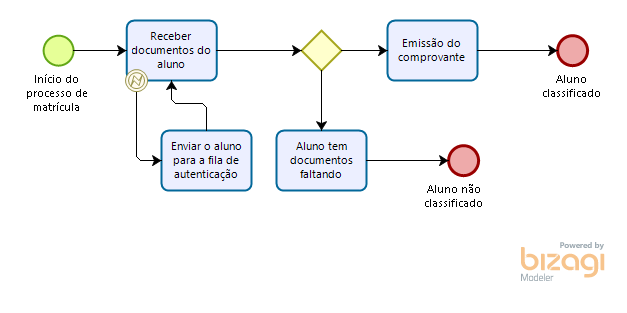 Início do
processo de
matrícula
Receber
documentos do
aluno
Emissão do
comprovante
Aluno
classificado
Enviar o aluno
para a fila de
autenticação
Aluno tem
documentos
faltando
Aluno não
classificado
Powered by
bizagi
Modeler